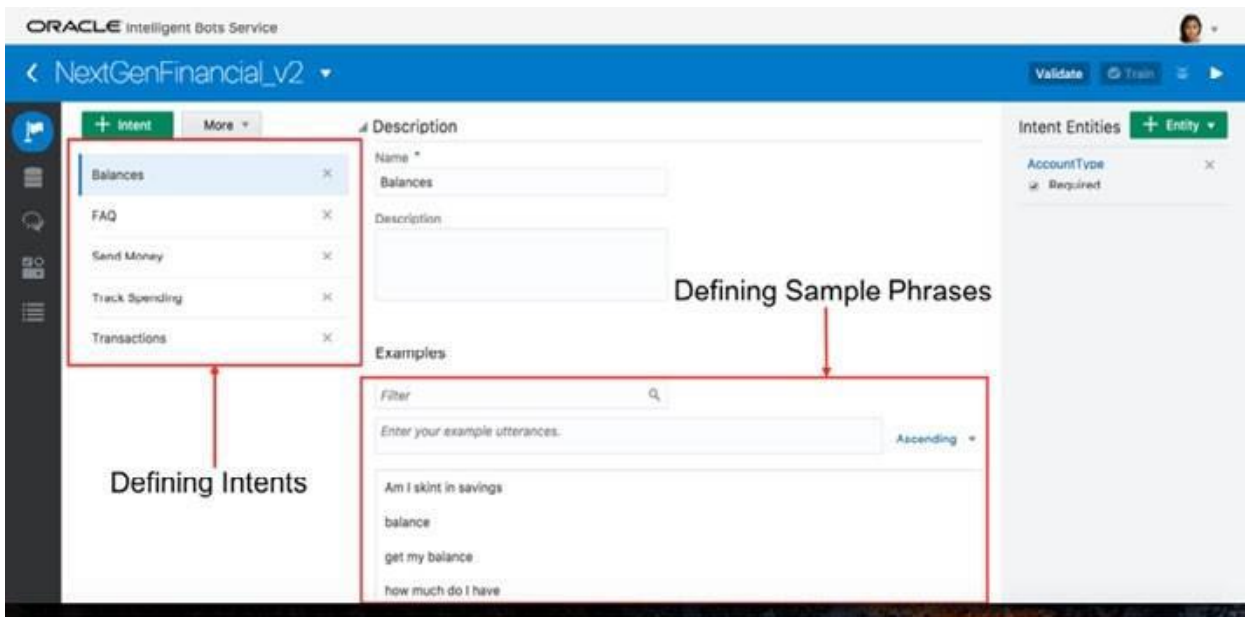 ORACLE Intelligent Bots Service
NextGenFinancial_v2
Validate
Train
+ Intent
More
Balances
FAQ
Send Money
Track Spending
Transactions
Defining Intents
Description
Name *
Balances
Description
Defining Sample Phrases
Examples
Filter
Enter your example utterances.
Ascending
Am I skint in savings
balance
get my balance
how much do I have
Intent Entities
+ Entity
AccountType
Required